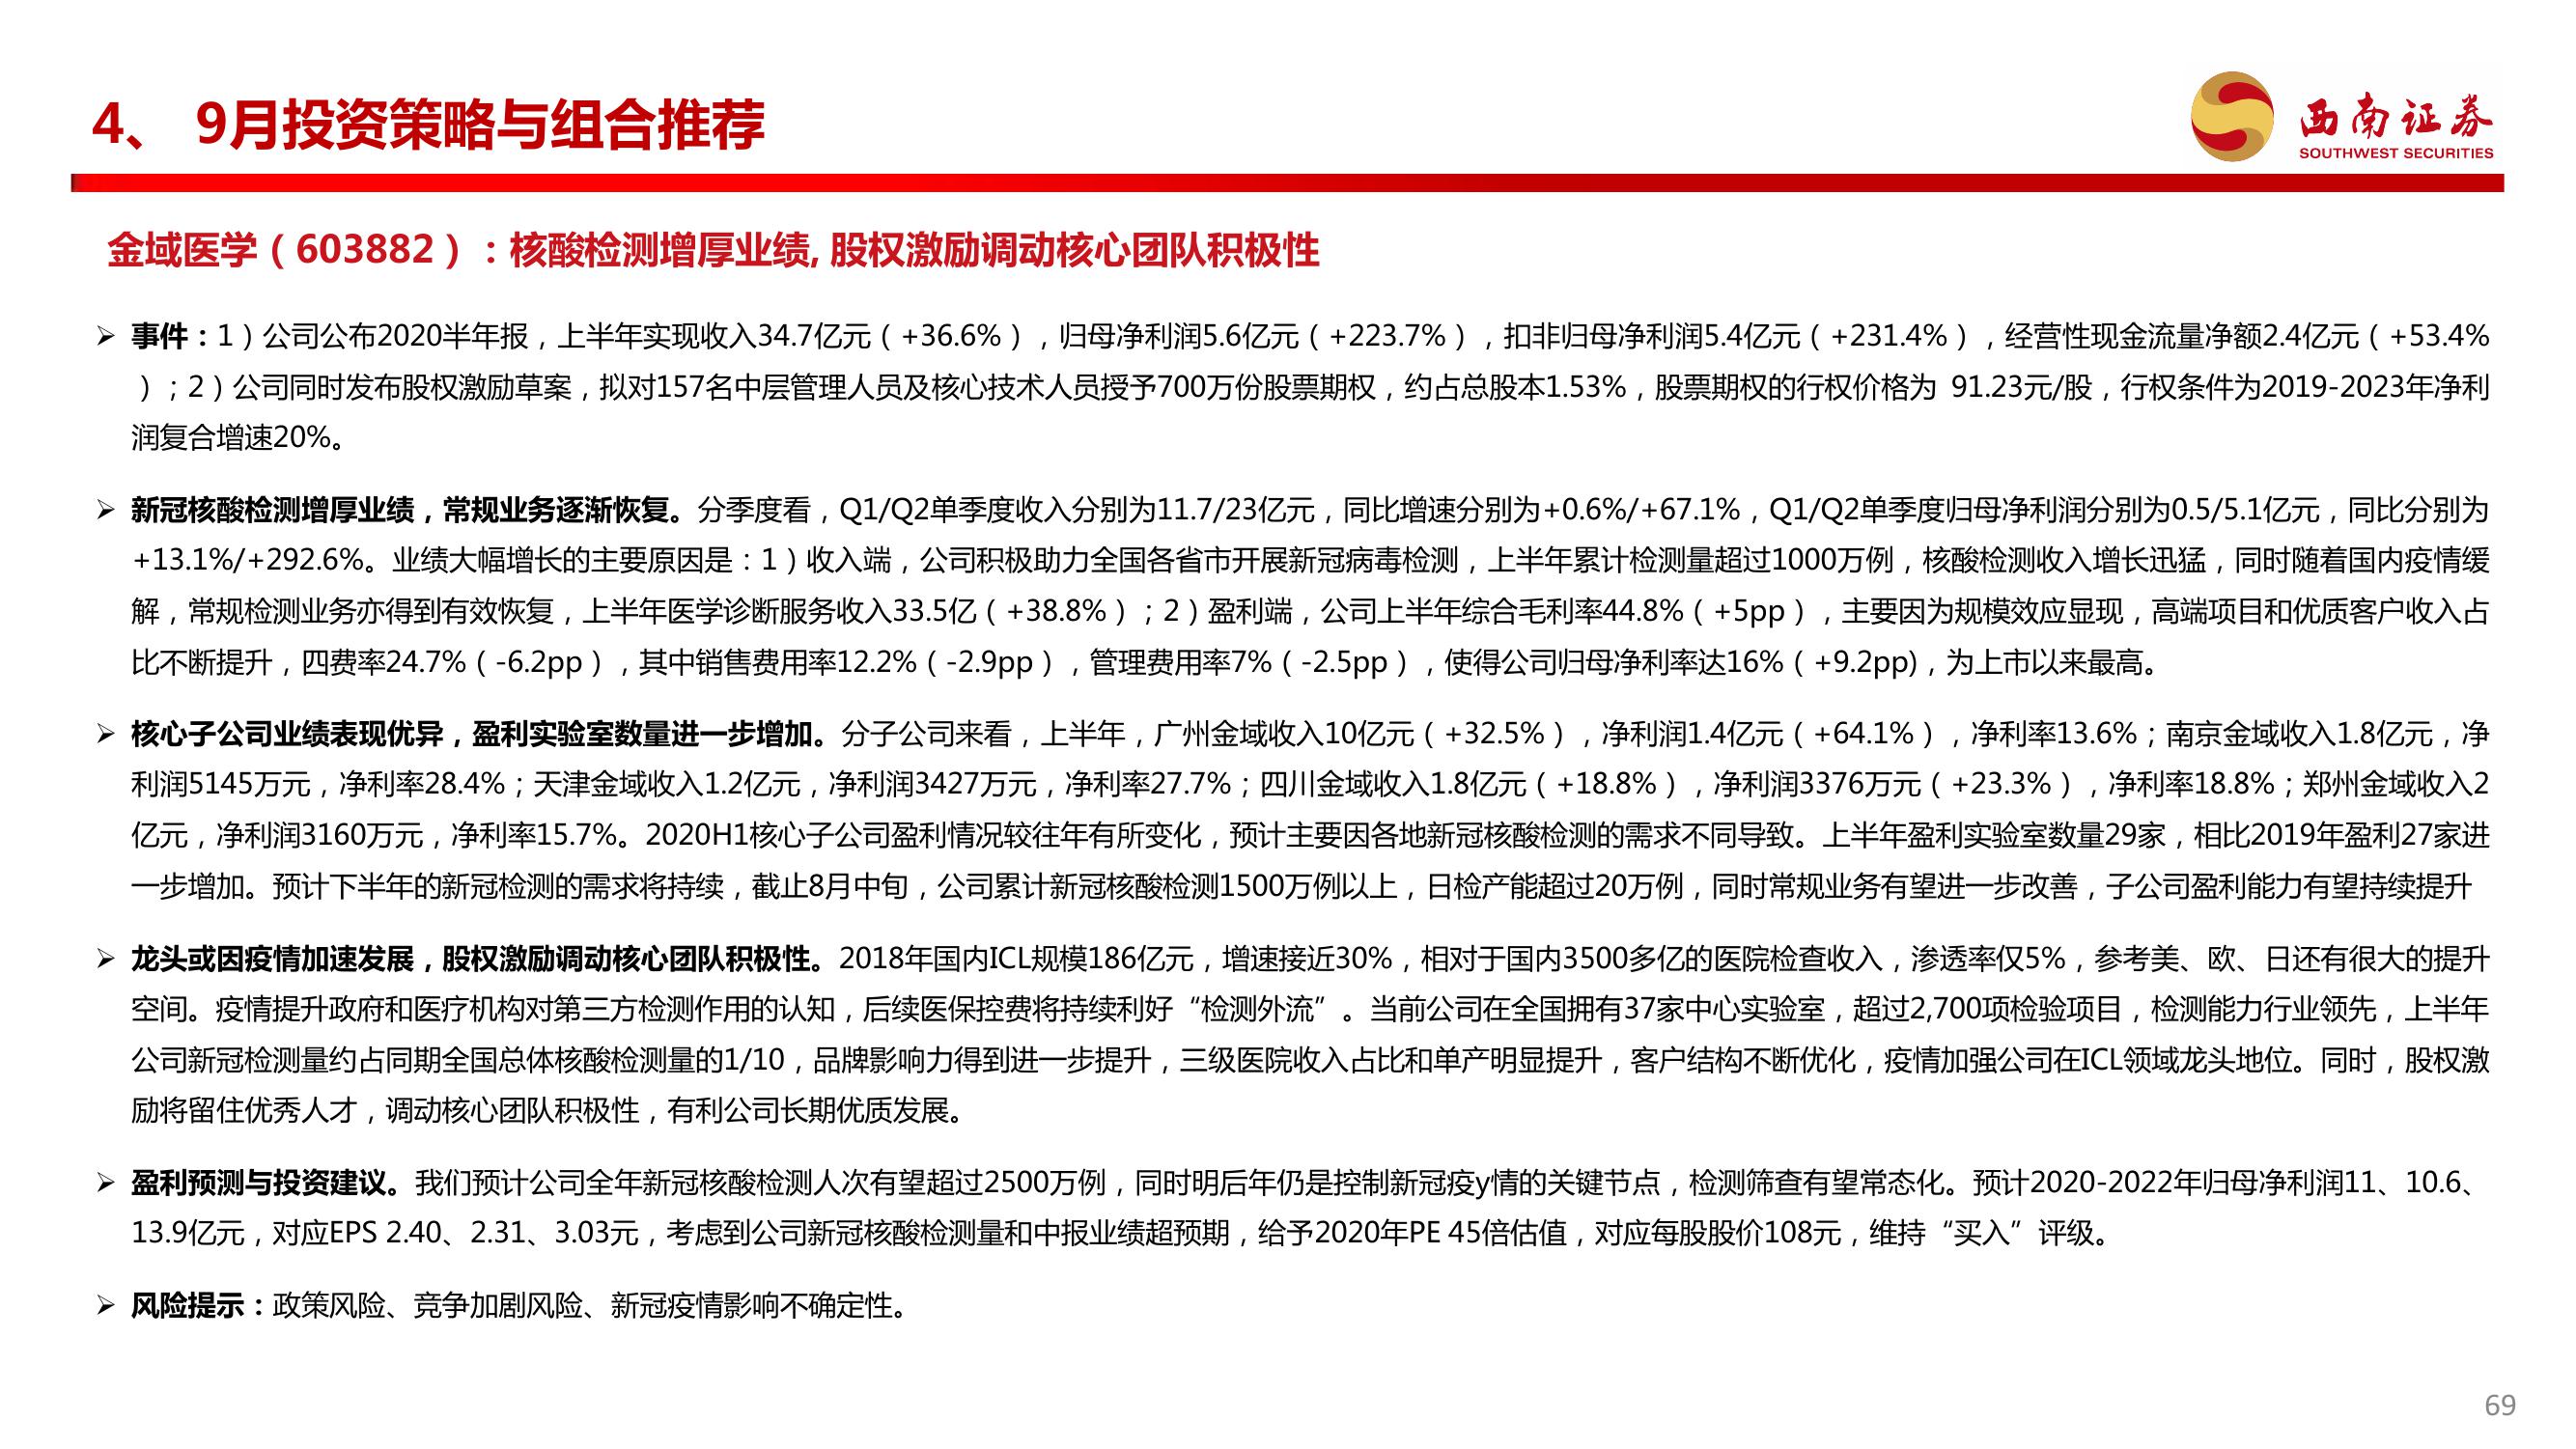 4、 9月投资策略与组合推荐
西南证券
SOUTHWEST SECURITIES
金域医学（603882）：核酸检测增厚业绩, 股权激励调动核心团队积极性
➢ 事件：1）公司公布2020半年报，上半年实现收入34.7亿元（+36.6%），归母净利润5.6亿元（+223.7%），扣非归母净利润5.4亿元（+231.4%），经营性现金流量净额2.4亿元（+53.4%
）；2）公司同时发布股权激励草案，拟对157名中层管理人员及核心技术人员授予700万份股票期权，约占总股本1.53%，股票期权的行权价格为 91.23元/股，行权条件为2019-2023年净利
润复合增速20%。
➢ 新冠核酸检测增厚业绩，常规业务逐渐恢复。分季度看，Q1/Q2单季度收入分别为11.7/23亿元，同比增速分别为+0.6%/+67.1%，Q1/Q2单季度归母净利润分别为0.5/5.1亿元，同比分别为
+13.1%/+292.6%。业绩大幅增长的主要原因是：1）收入端，公司积极助力全国各省市开展新冠病毒检测，上半年累计检测量超过1000万例，核酸检测收入增长迅猛，同时随着国内疫情缓
解，常规检测业务亦得到有效恢复，上半年医学诊断服务收入33.5亿（+38.8%）；2）盈利端，公司上半年综合毛利率44.8%（+5pp），主要因为规模效应显现，高端项目和优质客户收入占
比不断提升，四费率24.7%（-6.2pp），其中销售费用率12.2%（-2.9pp），管理费用率7%（-2.5pp），使得公司归母净利率达16%（+9.2pp)，为上市以来最高。
➢ 核心子公司业绩表现优异，盈利实验室数量进一步增加。分子公司来看，上半年，广州金域收入10亿元（+32.5%），净利润1.4亿元（+64.1%），净利率13.6%；南京金域收入1.8亿元，净
利润5145万元，净利率28.4%；天津金域收入1.2亿元，净利润3427万元，净利率27.7%；四川金域收入1.8亿元（+18.8%），净利润3376万元（+23.3%），净利率18.8%；郑州金域收入2
亿元，净利润3160万元，净利率15.7%。2020H1核心子公司盈利情况较往年有所变化，预计主要因各地新冠核酸检测的需求不同导致。上半年盈利实验室数量29家，相比2019年盈利27家进
一步增加。预计下半年的新冠检测的需求将持续，截止8月中旬，公司累计新冠核酸检测1500万例以上，日检产能超过20万例，同时常规业务有望进一步改善，子公司盈利能力有望持续提升
➢ 龙头或因疫情加速发展，股权激励调动核心团队积极性。2018年国内ICL规模186亿元，增速接近30%，相对于国内3500多亿的医院检查收入，渗透率仅5%，参考美、欧、日还有很大的提升
空间。疫情提升政府和医疗机构对第三方检测作用的认知，后续医保控费将持续利好“检测外流”。当前公司在全国拥有37家中心实验室，超过2,700项检验项目，检测能力行业领先，上半年
公司新冠检测量约占同期全国总体核酸检测量的1/10，品牌影响力得到进一步提升，三级医院收入占比和单产明显提升，客户结构不断优化，疫情加强公司在ICL领域龙头地位。同时，股权激
励将留住优秀人才，调动核心团队积极性，有利公司长期优质发展。
➢ 盈利预测与投资建议。我们预计公司全年新冠核酸检测人次有望超过2500万例，同时明后年仍是控制新冠疫y情的关键节点，检测筛查有望常态化。预计2020-2022年归母净利润11、10.6、
13.9亿元，对应EPS 2.40、2.31、3.03元，考虑到公司新冠核酸检测量和中报业绩超预期，给予2020年PE 45倍估值，对应每股股价108元，维持“买入”评级。
➢ 风险提示：政策风险、竞争加剧风险、新冠疫情影响不确定性。
69